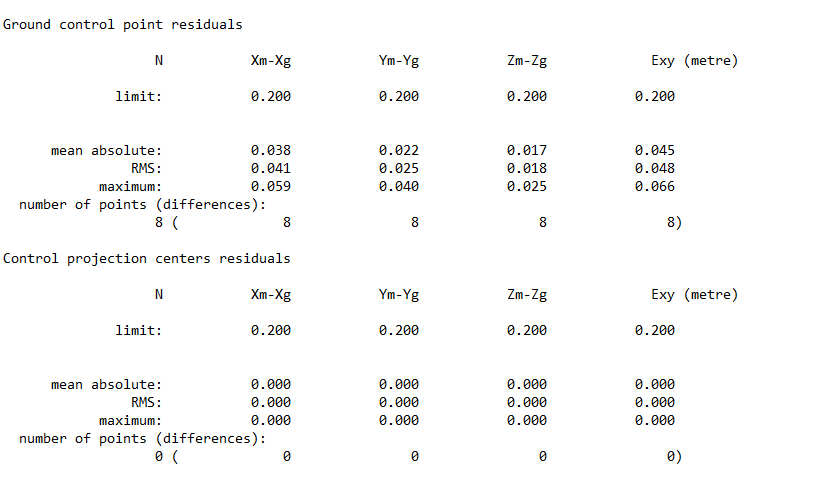 Ground control point residuals
N Xm-Xg Ym-Yg Zm-Zg Exy (metre)
limit: 0.200 0.200 0.200 0.200
mean absolute: 0.038 0.022 0.017 0.045
RMS: 0.041 0.025 0.018 0.048
maximum: 0.059 0.040 0.025 0.066
number of points (differences):
8 ( 8 8 8 8)
Control projection centers residuals
N Xm-Xg Ym-Yg Zm-Zg Exy (metre)
limit: 0.200 0.200 0.200 0.200
mean absolute: 0.000 0.000 0.000 0.000
RMS: 0.000 0.000 0.000 0.000
maximum: 0.000 0.000 0.000 0.000
number of points (differences):
0 ( 0 0 0 0)